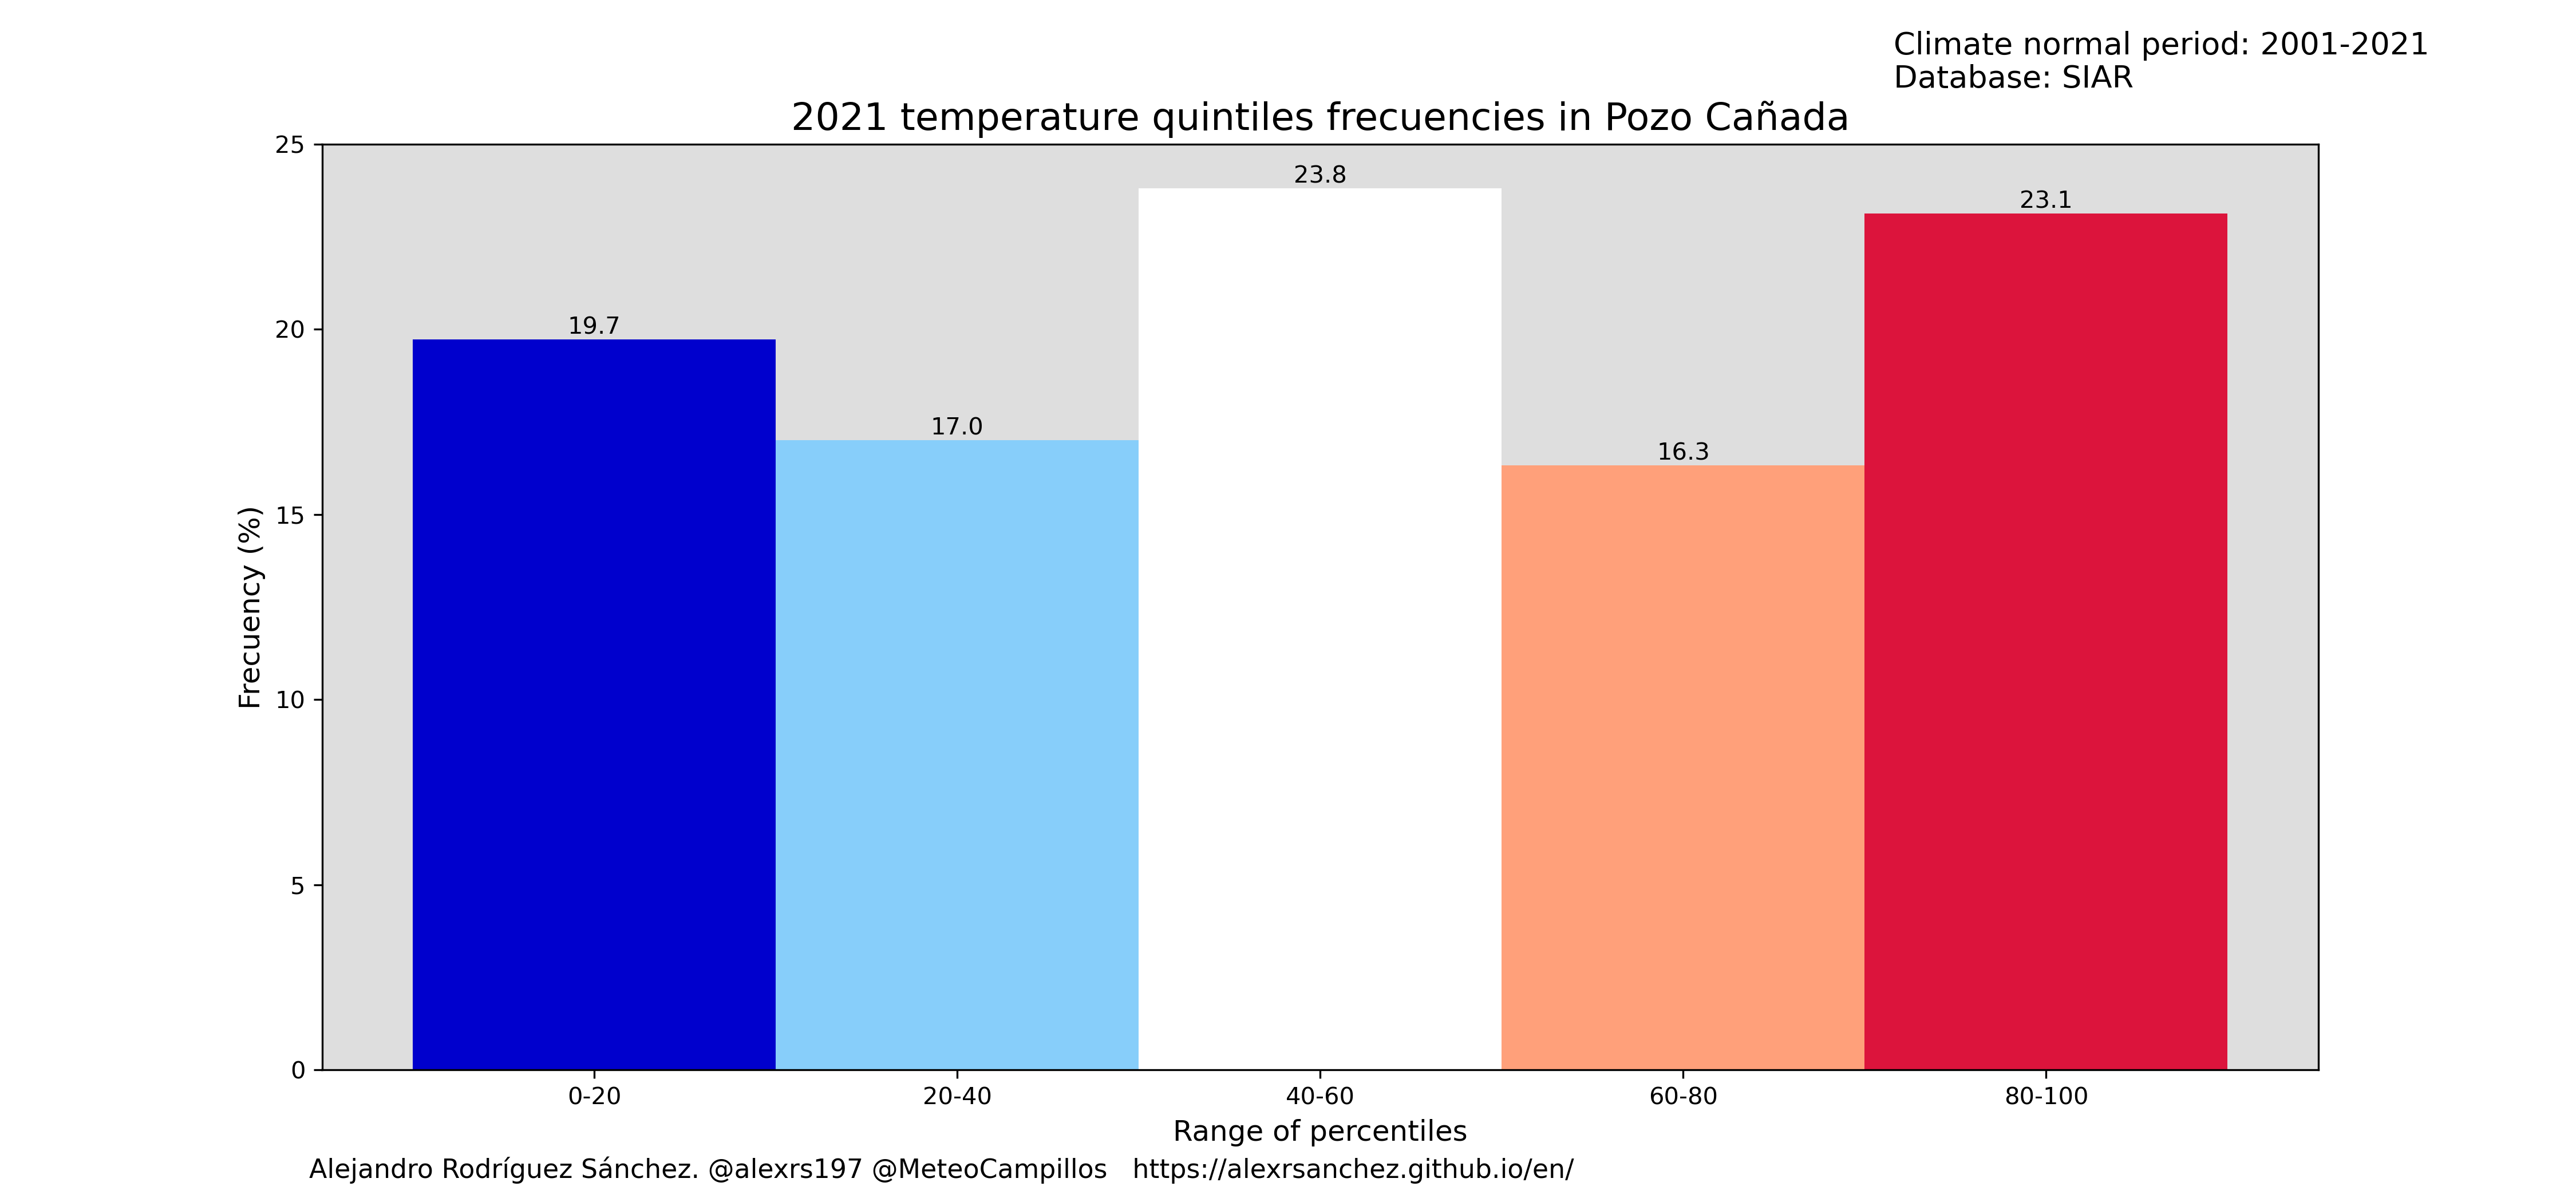 Climate normal period: 2001-2021
Database: SIAR
2021 temperature quintiles frecuencies in Pozo Cañada
25
20
15
10
5
0
Frecuency (%)
19.7
17.0
23.8
16.3
23.1
0-20
20-40
40-60
60-80
80-100
Range of percentiles
Alejandro Rodríguez Sánchez. @alexrs197 @MeteoCampillos   https://alexrsanchez.github.io/en/